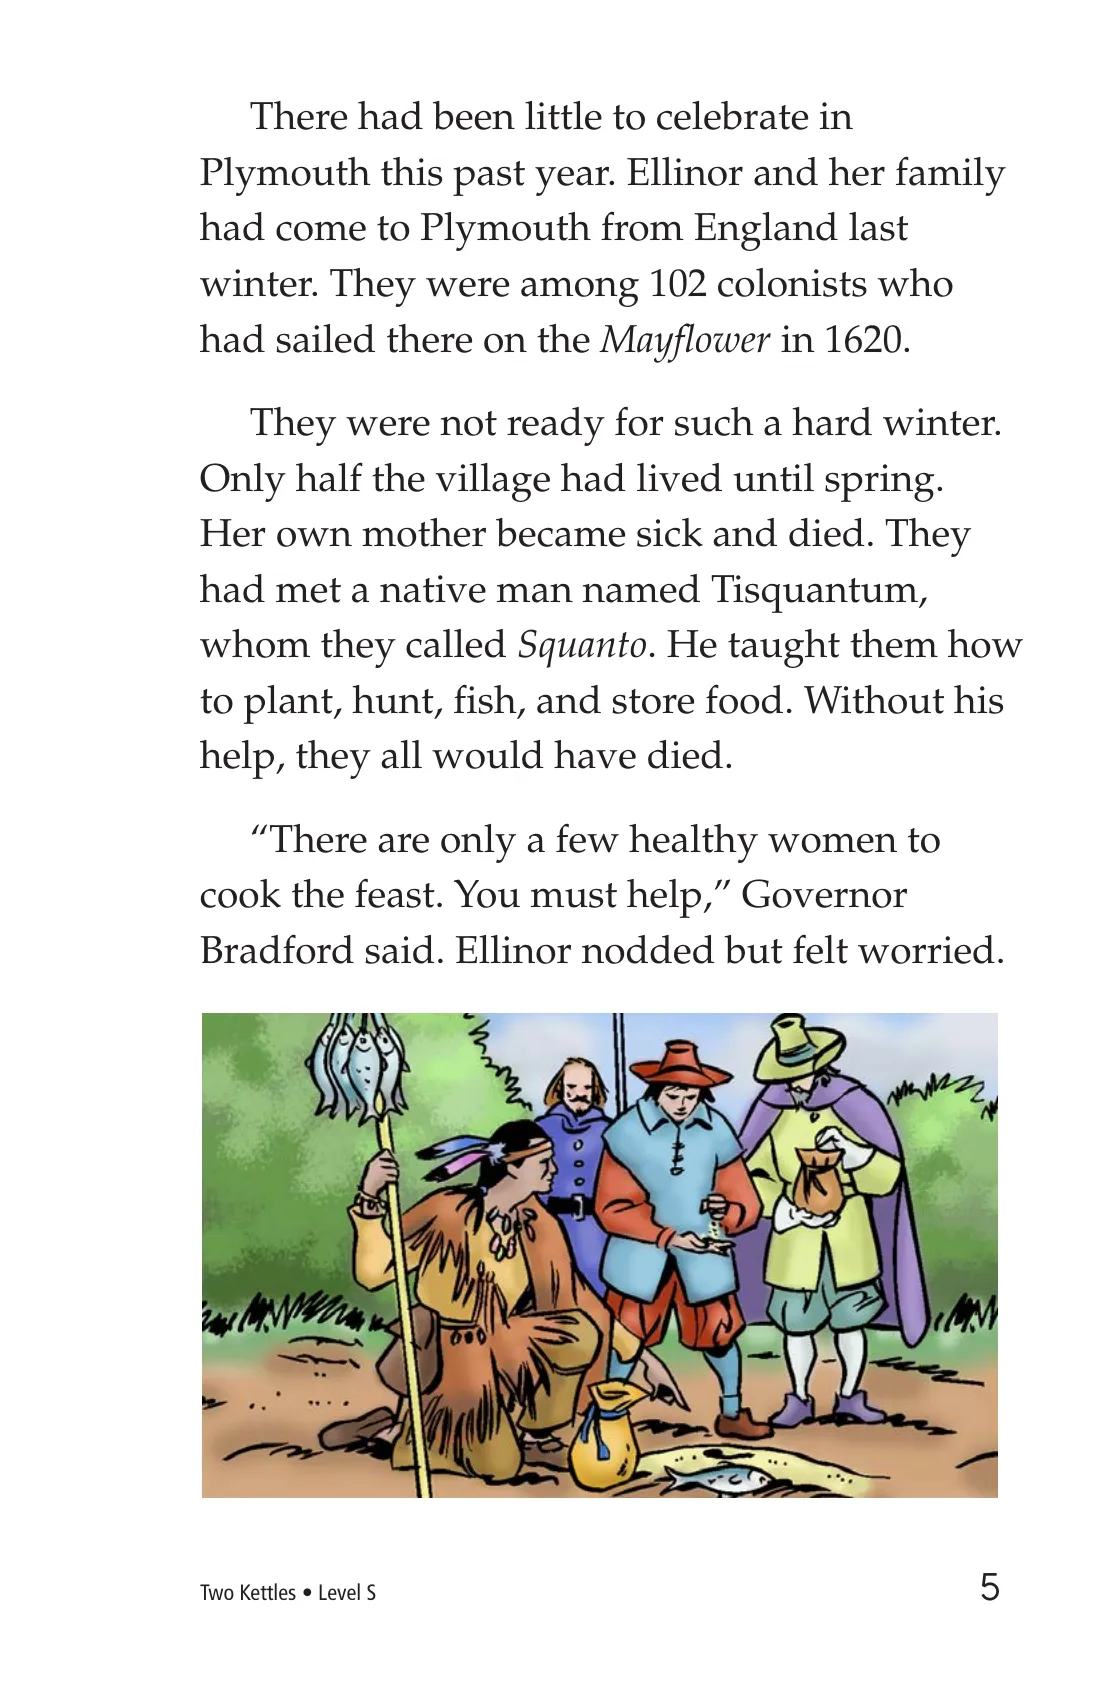 There had been little to celebrate in
Plymouth this past year. Ellinor and her family
had come to Plymouth from England last
winter. They were among 102 colonists who
had sailed there on the Mayflower in 1620.
They were not ready for such a hard winter.
Only half the village had lived until spring.
Her own mother became sick and died. They
had met a native man named Tisquantum,
whom they called Squanto. He taught them how
to plant, hunt, fish, and store food. Without his
help, they all would have died.
“There are only a few healthy women to
cook the feast. You must help,” Governor
Bradford said. Ellinor nodded but felt worried.
Two Kettles • Level S
5